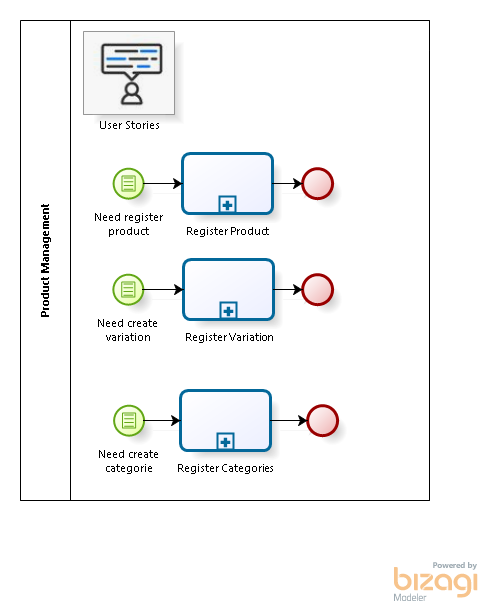 Product Management
User Stories
Need register
product
Register Product
Need create
variation
Register Variation
Need create
categorie
Register Categories
Powered by
bizagi
Modeler